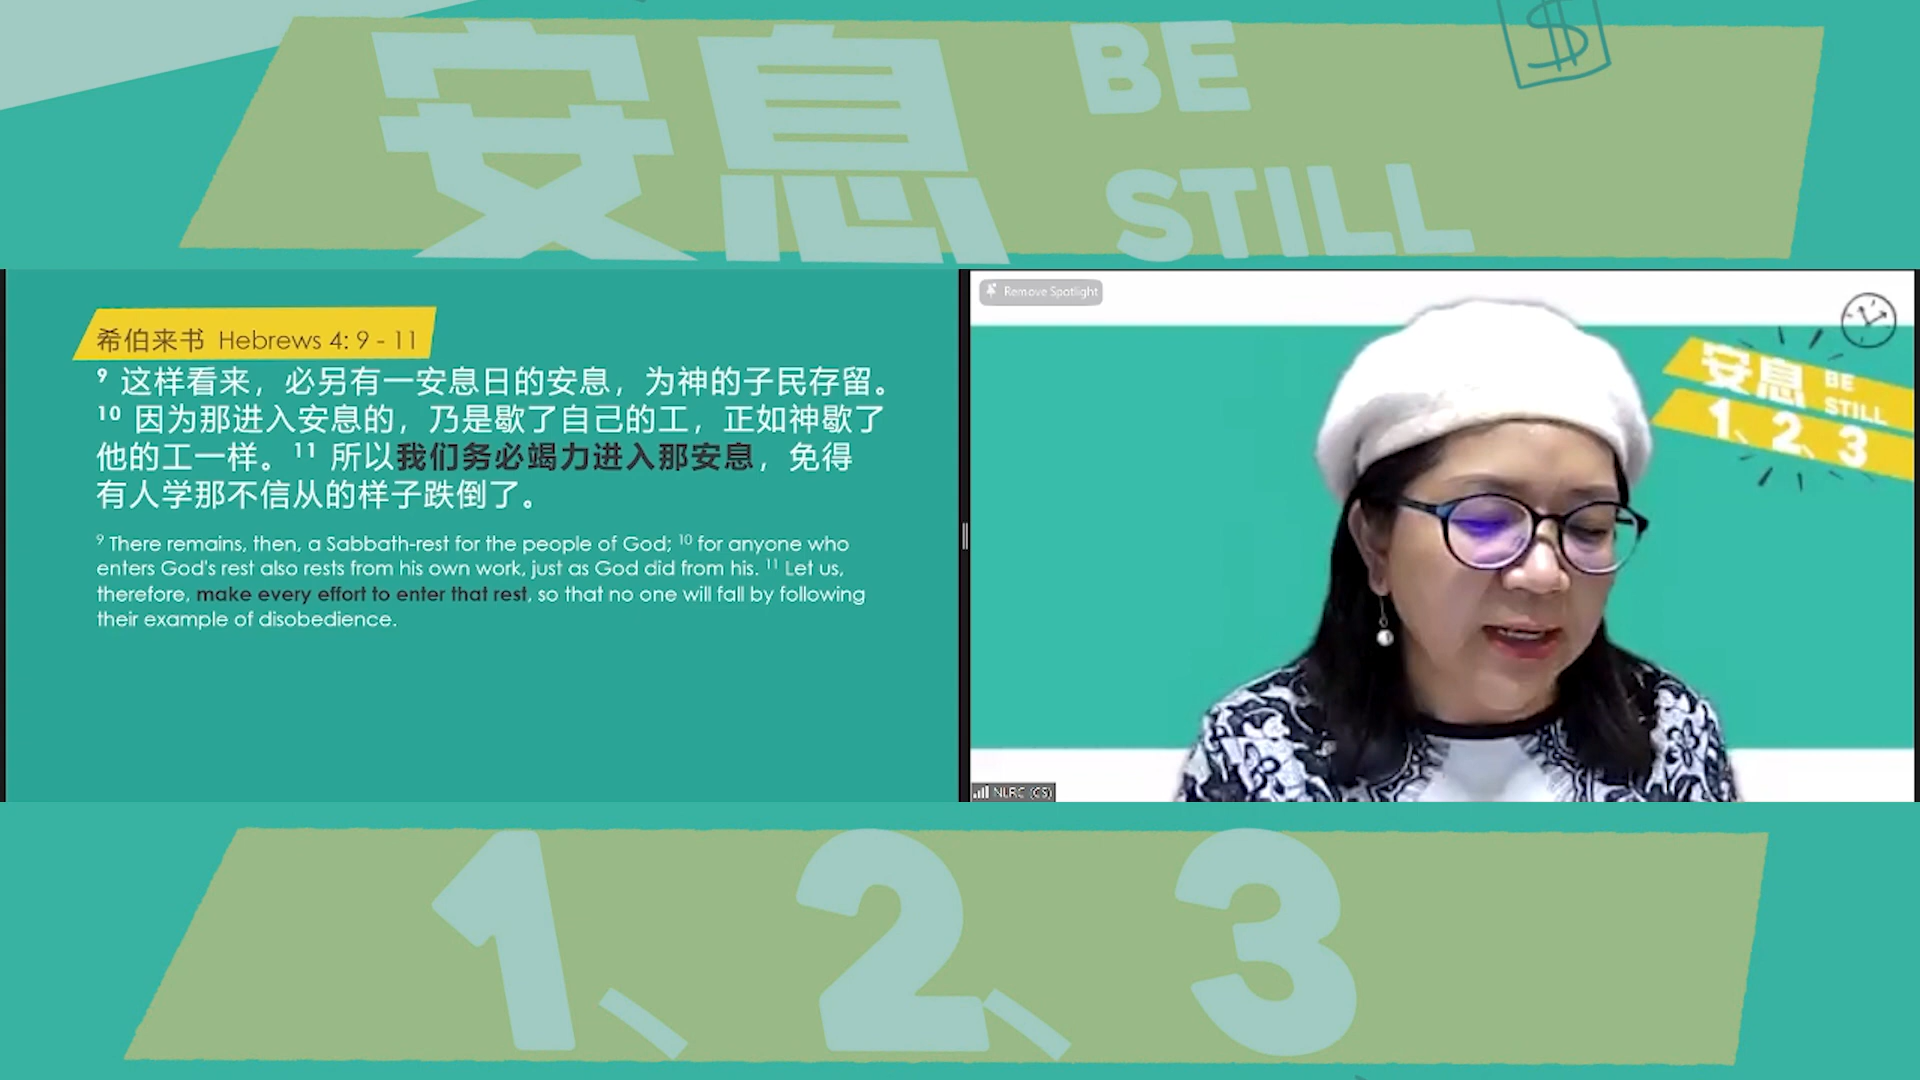 安息 BE
STILL
$
希伯来书 Hebrews 4: 9 - 11
⁹ 这样看来，必另有一安息日的安息，为神的子民存留。
¹⁰ 因为那进入安息的，乃是歇了自己的工，正如神歇了
他的工一样。¹¹ 所以我们务必竭力进入那安息，免得
有人学那不信从的样子跌倒了。
⁹ There remains, then, a Sabbath-rest for the people of God; ¹⁰ for anyone who
enters God's rest also rests from his own work, just as God did from his. ¹¹ Let us,
therefore, make every effort to enter that rest, so that no one will fall by following
their example of disobedience.
Remove Spotlight
安息 BE
STILL
1、2、3
NLRC (CS)
1、2、3